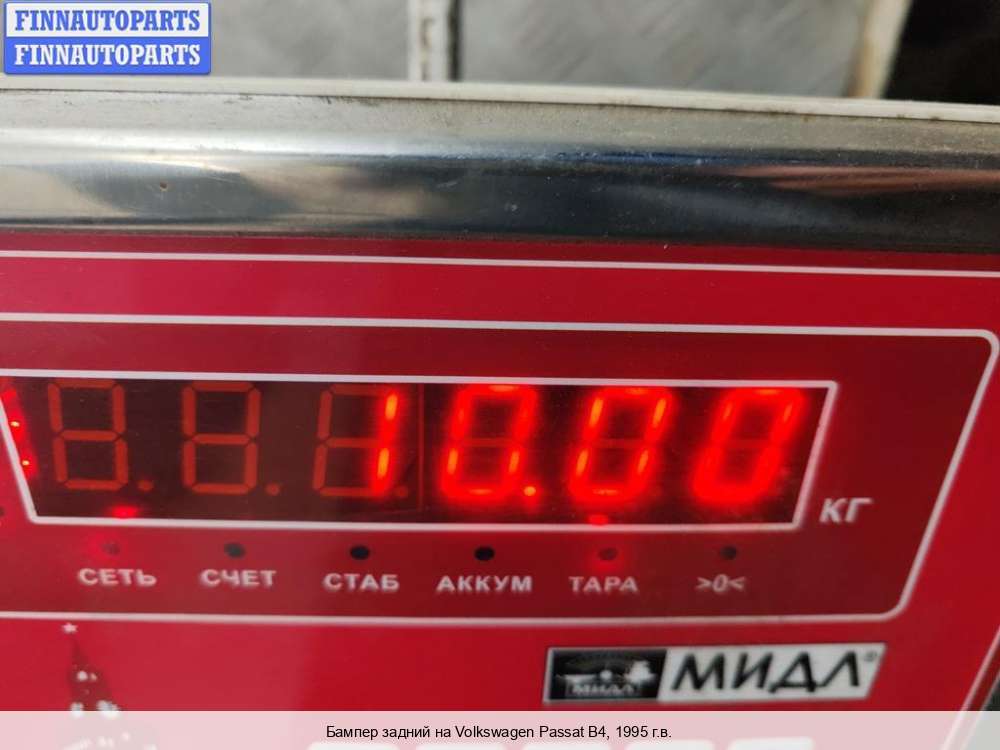 FINNAUTOPARTS
FINNAUTOPARTS
10.00
КГ
СЕТЬ СЧЕТ СТАБ АККУМ ТАРА >0<
МИДЛ МИДЛ®
Бампер задний на Volkswagen Passat B4, 1995 г.в.